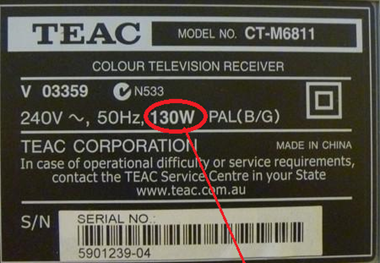 TEAC MODEL NO. CT-M6811
COLOUR TELEVISION RECEIVER
V 03359 N533
240V ~, 50Hz, 130W PAL(B/G)
TEAC CORPORATION MADE IN CHINA
In case of operational difficulty or service requirements,
contact the TEAC Service Centre in your State
www.teac.com.au
S/N SERIAL NO.:
5901239-04